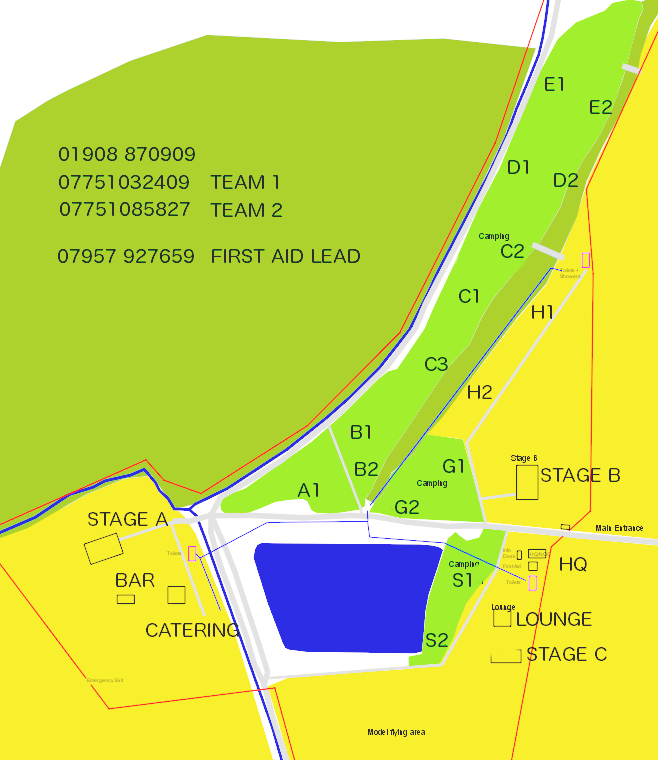 E1
E2
01908 870909
07751032409 TEAM 1
07751085827 TEAM 2
07957 927659 FIRST AID LEAD
D1
D2
Camping
C2
Toilets +
Showers
C1
H1
C3
H2
B1
B2
A1
G1
Camping
G2
Stage B
STAGE B
STAGE A
Main Entrance
Toilets
BAR
CATERING
Camping
S1
S2
First Aid
Toilets
HQ
Lounge
LOUNGE
STAGE C
Emergency Exit
Model flying area